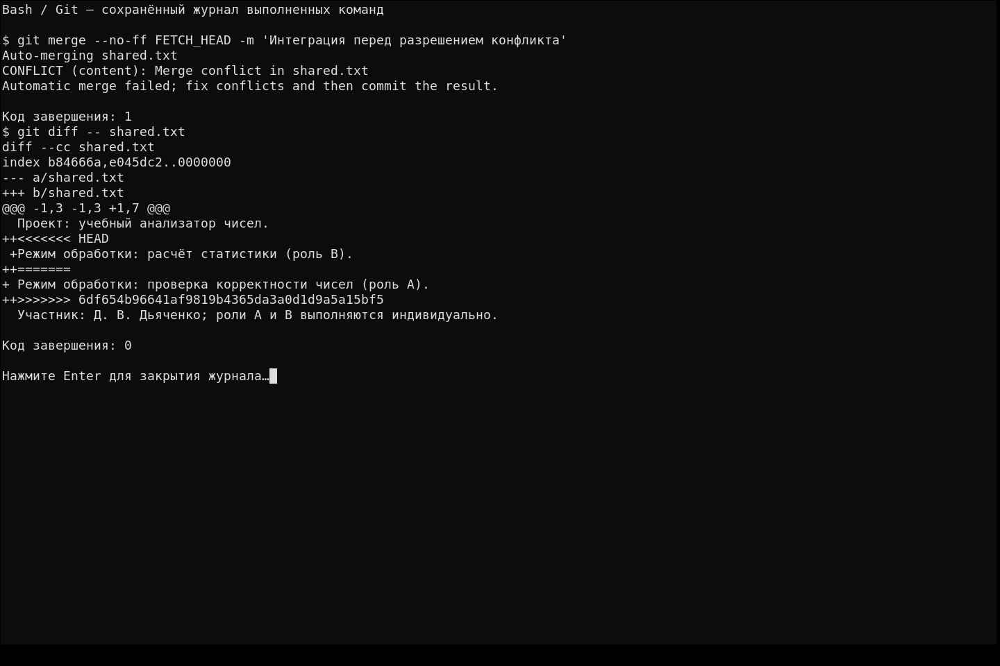 Bash / Git — сохранённый журнал выполненных команд
$ git merge --no-ff FETCH_HEAD -m 'Интеграция перед разрешением конфликта'
Auto-merging shared.txt
CONFLICT (content): Merge conflict in shared.txt
Automatic merge failed; fix conflicts and then commit the result.
Код завершения: 1
$ git diff -- shared.txt
diff --cc shared.txt
index b84666a,e045dc2..0000000
--- a/shared.txt
+++ b/shared.txt
@@@ -1,3 -1,3 +1,7 @@@
  Проект: учебный анализатор чисел.
++<<<<<<< HEAD
 +Режим обработки: расчёт статистики (роль B).
++=======
+ Режим обработки: проверка корректности чисел (роль A).
++>>>>>>> 6df654b96641af9819b4365da3a0d1d9a5a15bf5
  Участник: Д. В. Дьяченко; роли A и B выполняются индивидуально.
Код завершения: 0
Нажмите Enter для закрытия журнала…